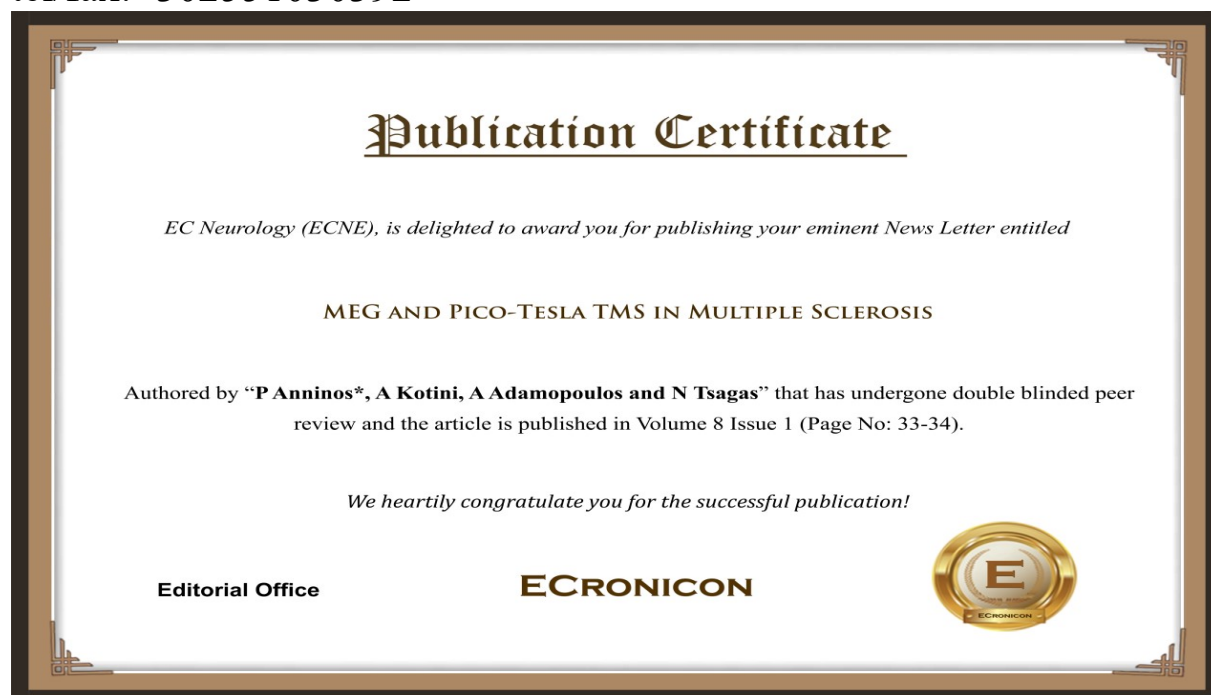 Publication Certificate
EC Neurology (ECNE), is delighted to award you for publishing your eminent News Letter entitled
MEG AND PICO-TESLA TMS IN MULTIPLE SCLEROSIS
Authored by “P Anninos*, A Kotini, A Adamopoulos and N Tsagas” that has undergone double blinded peer
review and the article is published in Volume 8 Issue 1 (Page No: 33-34).
We heartily congratulate you for the successful publication!
Editorial Office
ECRONICON
E
ECRONICON